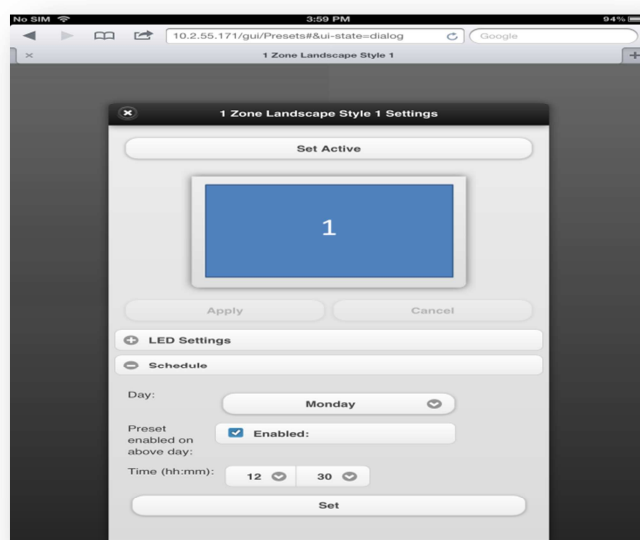 No SIM 3:59 PM 94%
10.2.55.171/gui/Presets#&ui-state=dialog Google
1 Zone Landscape Style 1
1 Zone Landscape Style 1 Settings
Set Active
1
Apply Cancel
LED Settings
Schedule
Day: Monday
Preset
enabled on
above day:
Enabled:
Time (hh:mm): 12 30
Set